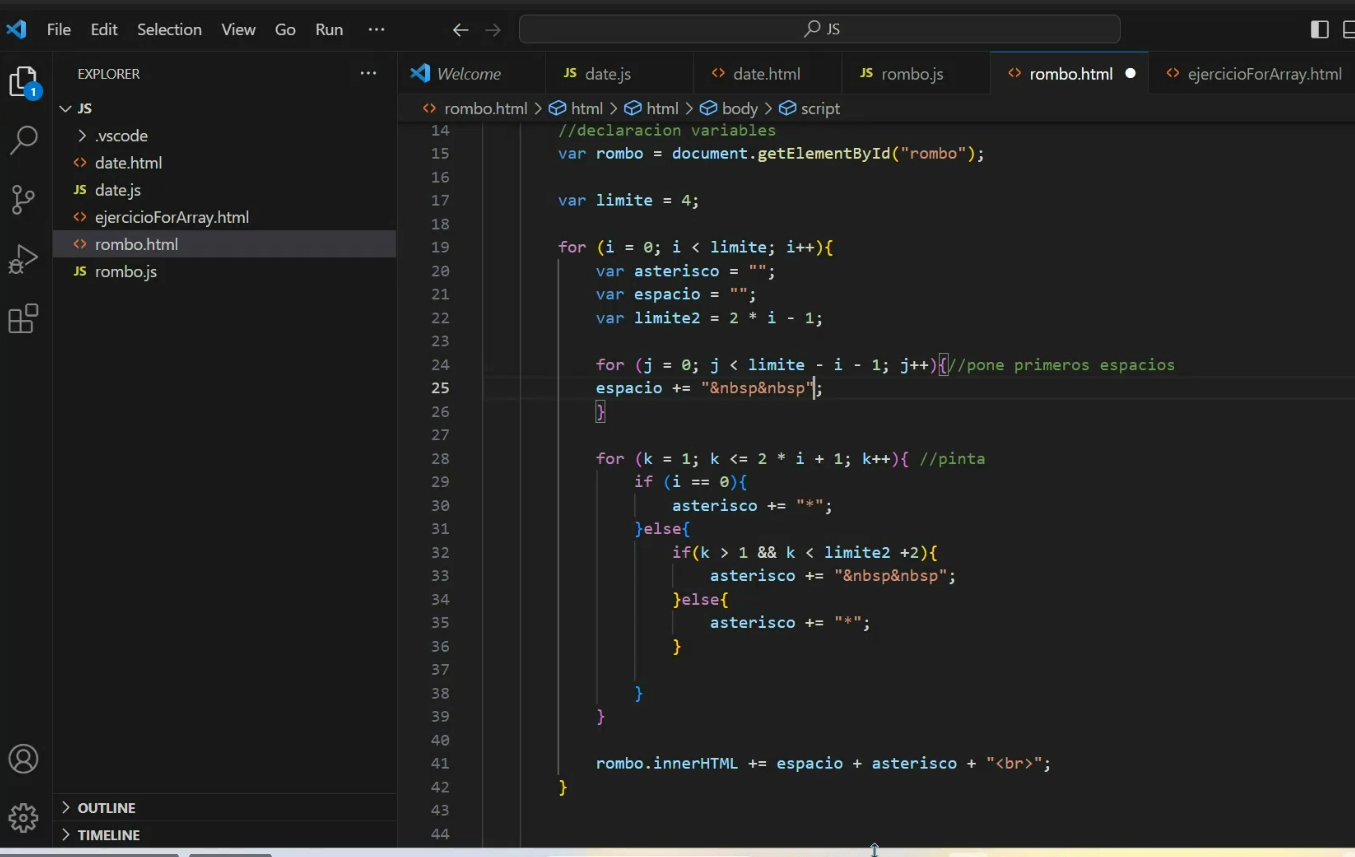 File Edit Selection View Go Run ··· JS
EXPLORER ···
JS
.vscode
date.html
JS date.js
ejercicioForArray.html
rombo.html
JS rombo.js
OUTLINE
TIMELINE
1
Welcome JS date.js date.html JS rombo.js rombo.html ejercicioForArray.html
rombo.html > html > html > body > script
14 //declaracion variables
15 var rombo = document.getElementById("rombo");
16
17 var limite = 4;
18
19 for (i = 0; i < limite; i++){
20 var asterisco = "";
21 var espacio = "";
22 var limite2 = 2 * i - 1;
23
24 for (j = 0; j < limite - i - 1; j++){//pone primeros espacios
25 espacio += "&nbsp&nbsp";
26 }
27
28 for (k = 1; k <= 2 * i + 1; k++){ //pinta
29 if (i == 0){
30 asterisco += "*";
31 }else{
32 if(k > 1 && k < limite2 +2){
33 asterisco += "&nbsp&nbsp";
34 }else{
35 asterisco += "*";
36 }
37
38 }
39 }
40
41 rombo.innerHTML += espacio + asterisco + "<br>";
42 }
43
44